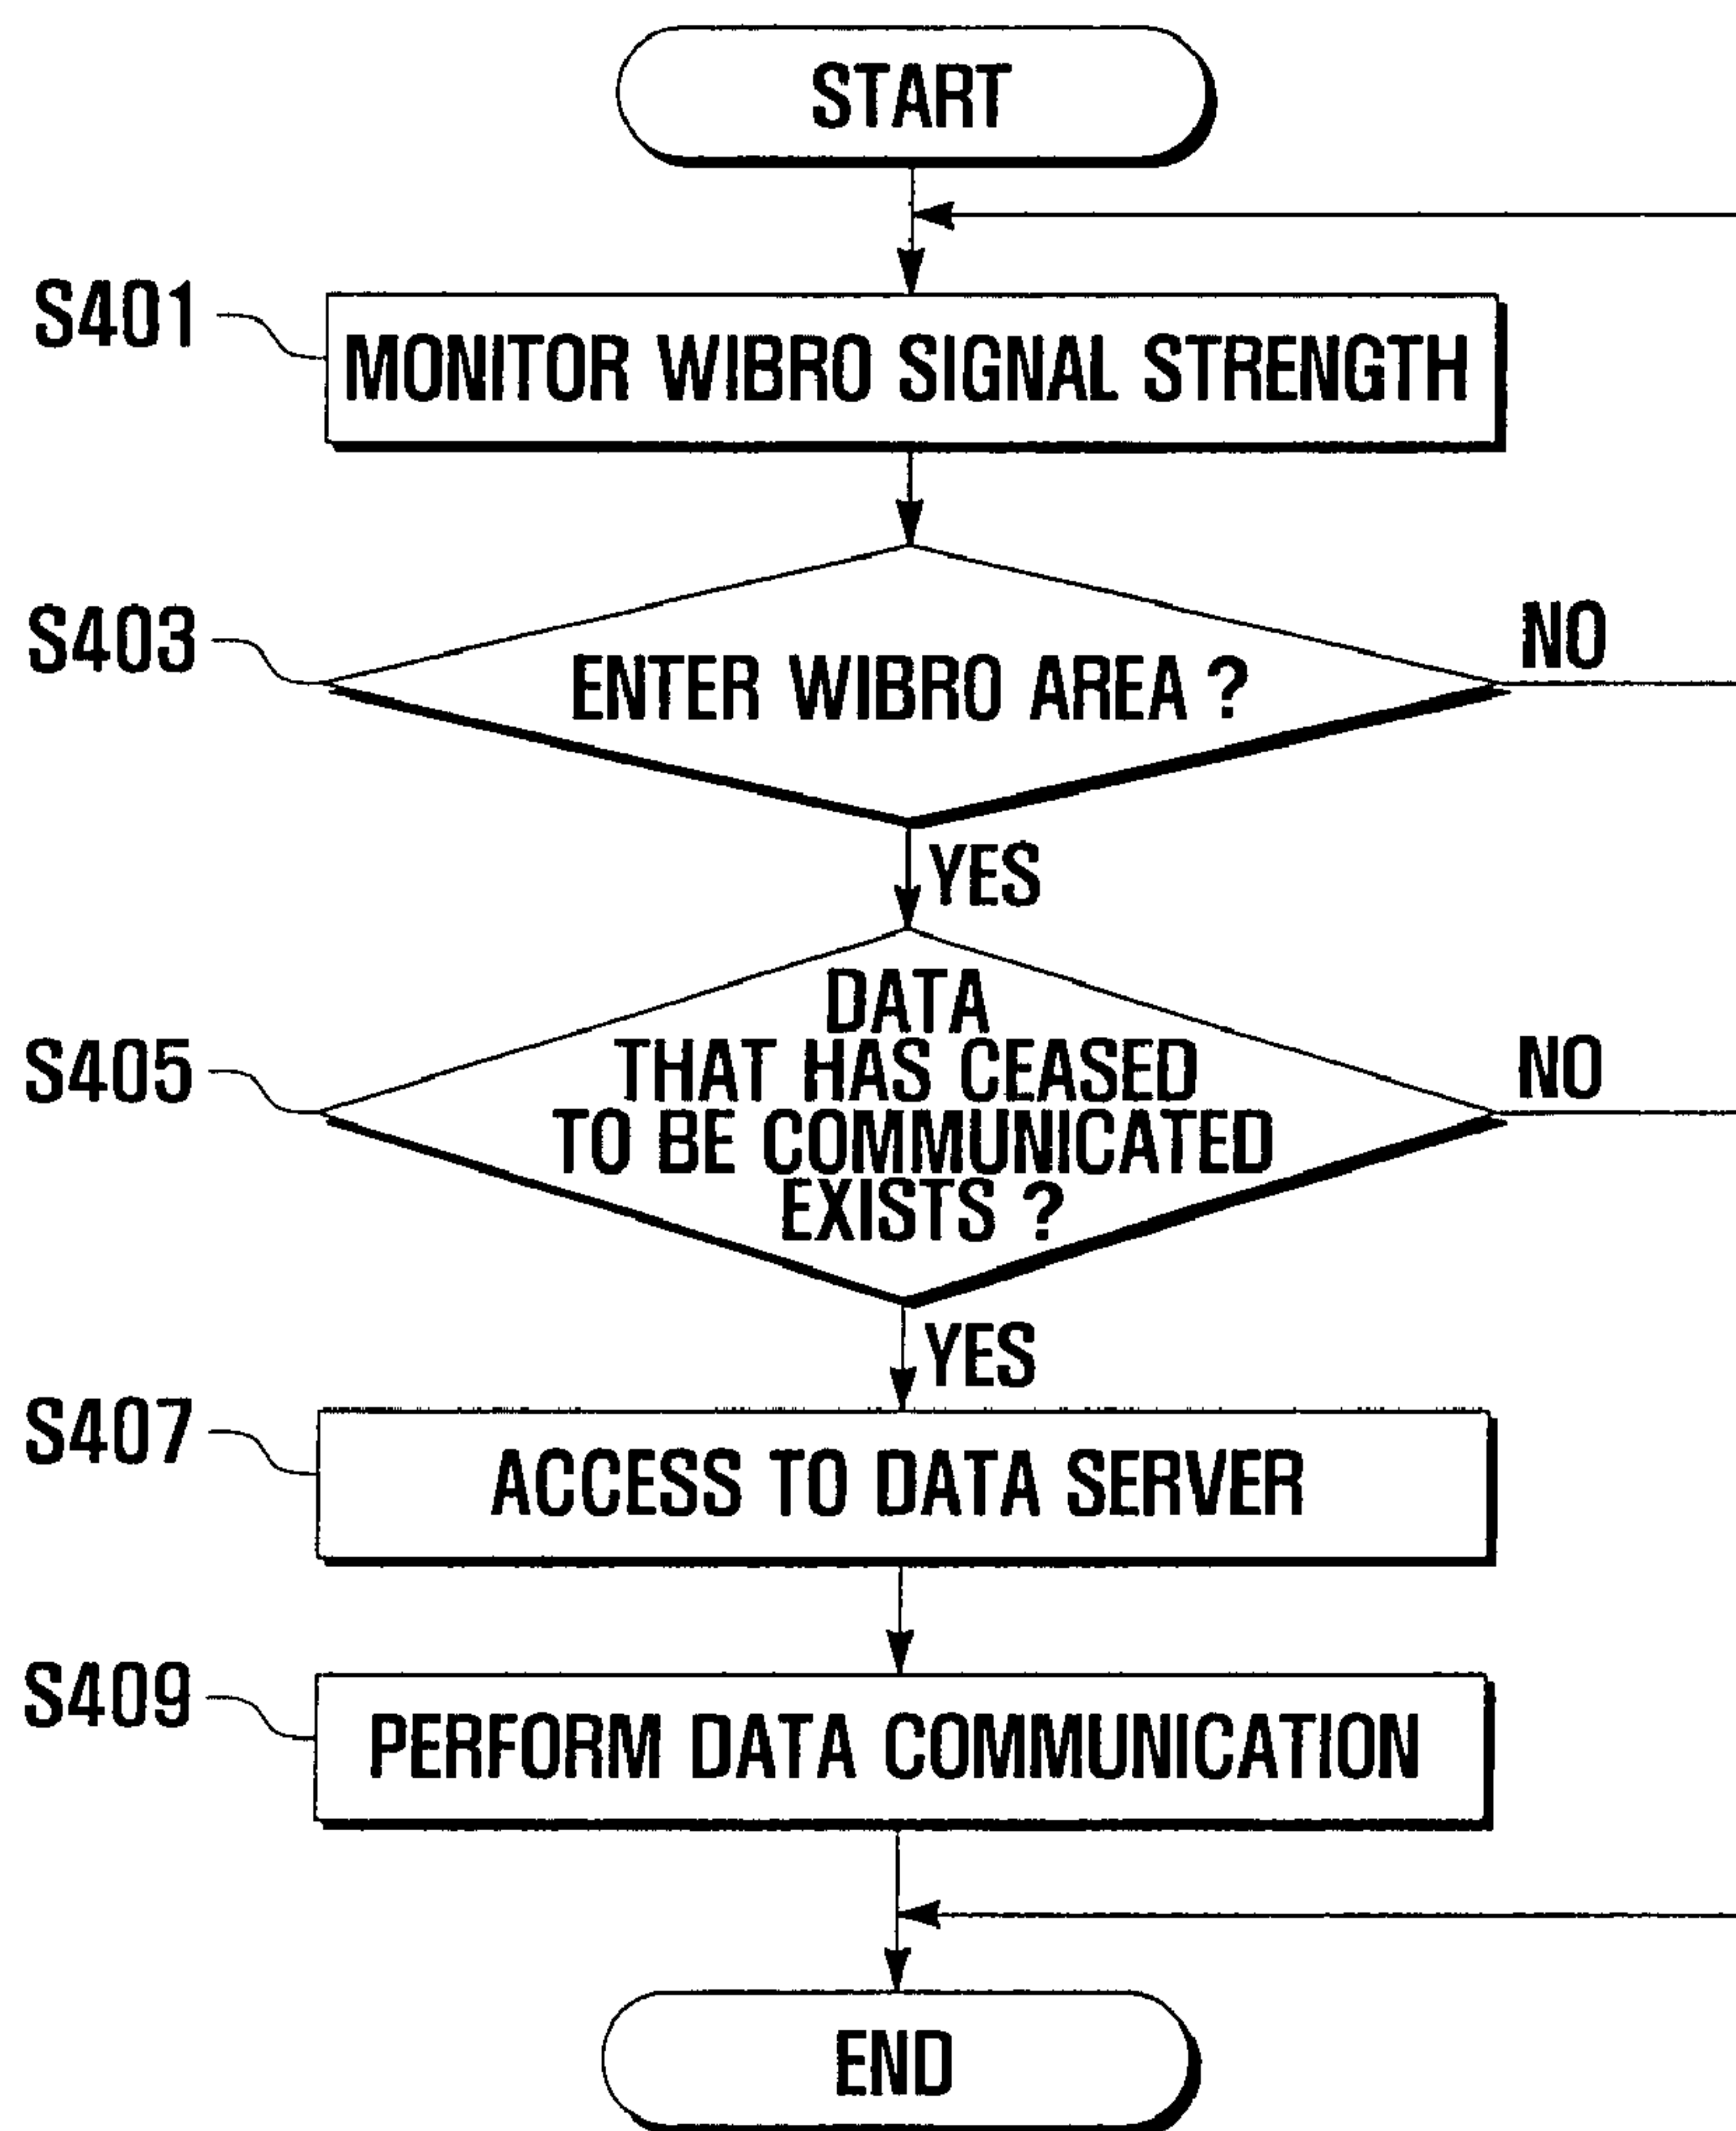 START
S401
MONITOR WIBRO SIGNAL STRENGTH
S403
ENTER WIBRO AREA ?
NO
YES
S405
DATA
THAT HAS CEASED
TO BE COMMUNICATED
EXISTS ?
NO
YES
S407
ACCESS TO DATA SERVER
S409
PERFORM DATA COMMUNICATION
END